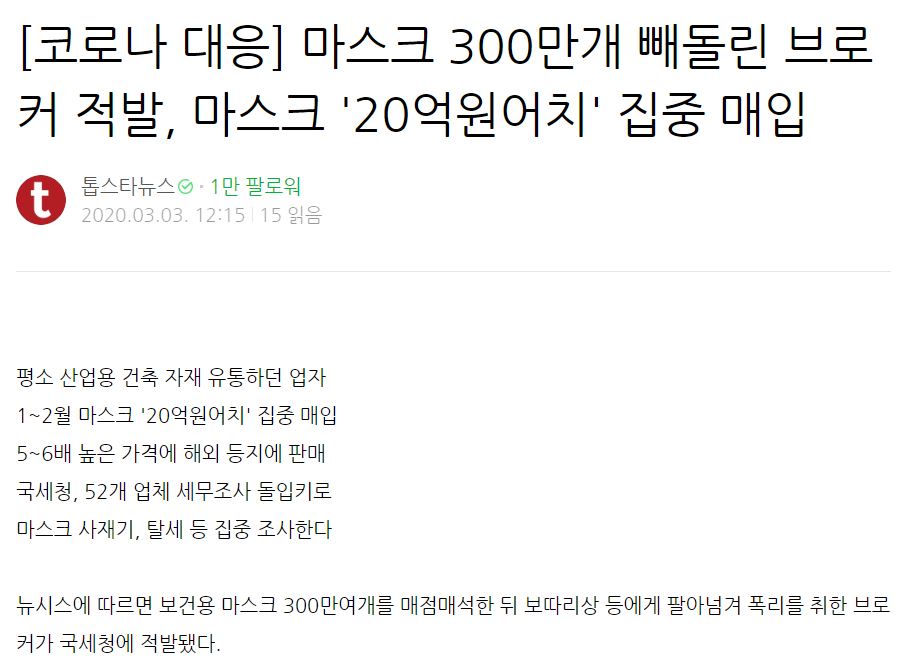 [코로나 대응] 마스크 300만개 빼돌린 브로
커 적발, 마스크 '20억원어치' 집중 매입
t
톱스타뉴스 · 1만 팔로워
2020.03.03. 12:15 | 15 읽음
평소 산업용 건축 자재 유통하던 업자
1~2월 마스크 '20억원어치' 집중 매입
5~6배 높은 가격에 해외 등지에 판매
국세청, 52개 업체 세무조사 돌입키로
마스크 사재기, 탈세 등 집중 조사한다
뉴시스에 따르면 보건용 마스크 300만여개를 매점매석한 뒤 보따리상 등에게 팔아넘겨 폭리를 취한 브로
커가 국세청에 적발됐다.